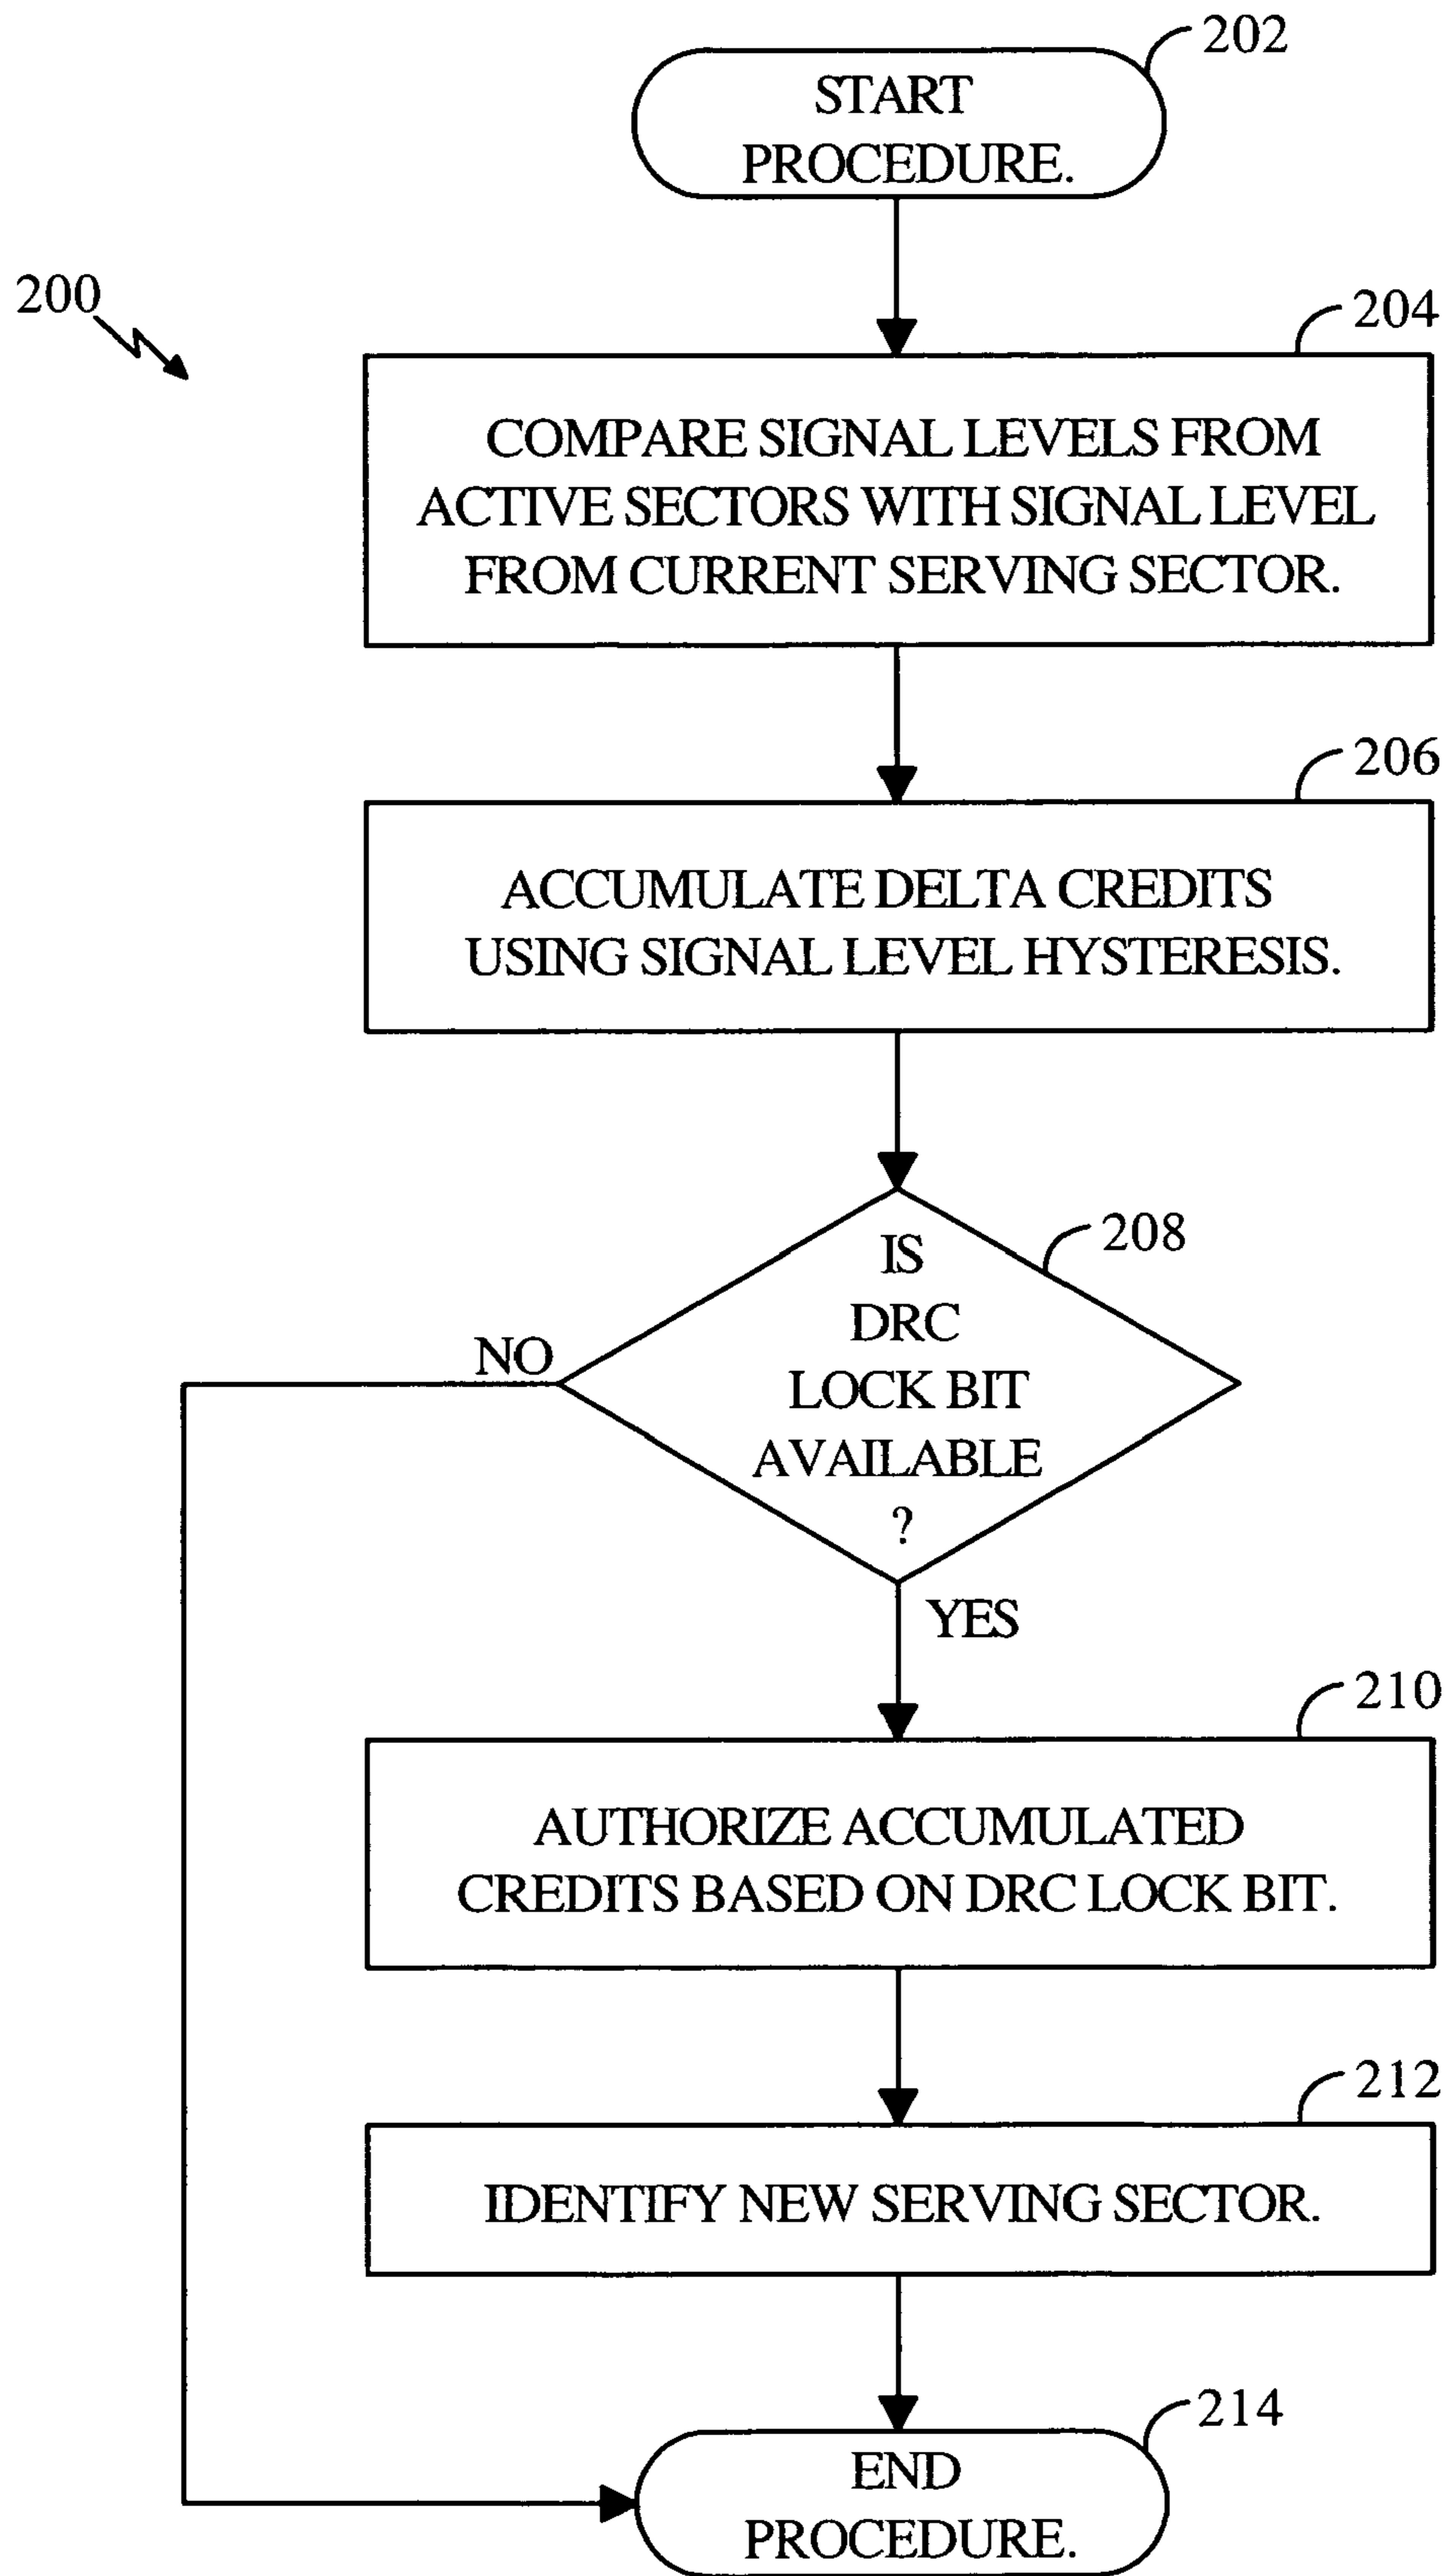 202
START
PROCEDURE.
200
204
COMPARE SIGNAL LEVELS FROM
ACTIVE SECTORS WITH SIGNAL LEVEL
FROM CURRENT SERVING SECTOR.
206
ACCUMULATE DELTA CREDITS
USING SIGNAL LEVEL HYSTERESIS.
208
IS
DRC
LOCK BIT
AVAILABLE
?
NO
YES
210
AUTHORIZE ACCUMULATED
CREDITS BASED ON DRC LOCK BIT.
212
IDENTIFY NEW SERVING SECTOR.
214
END
PROCEDURE.